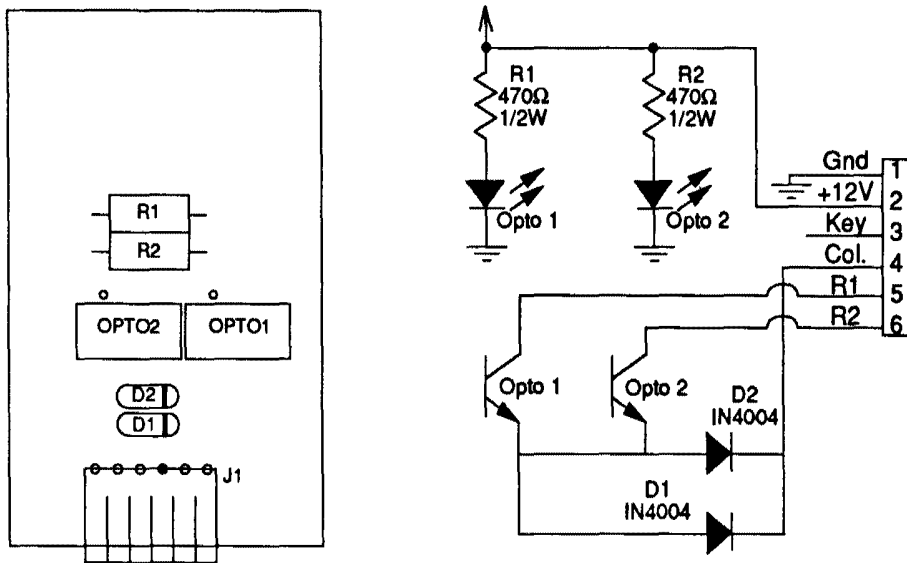 R1
R2
OPTO2
OPTO1
D2
D1
J1
R1
470Ω
1/2W
R2
470Ω
1/2W
Opto 1
Opto 2
Gnd
1
+12V
2
Key
3
Col.
4
R1
5
R2
6
Opto 1
Opto 2
D2
IN4004
D1
IN4004